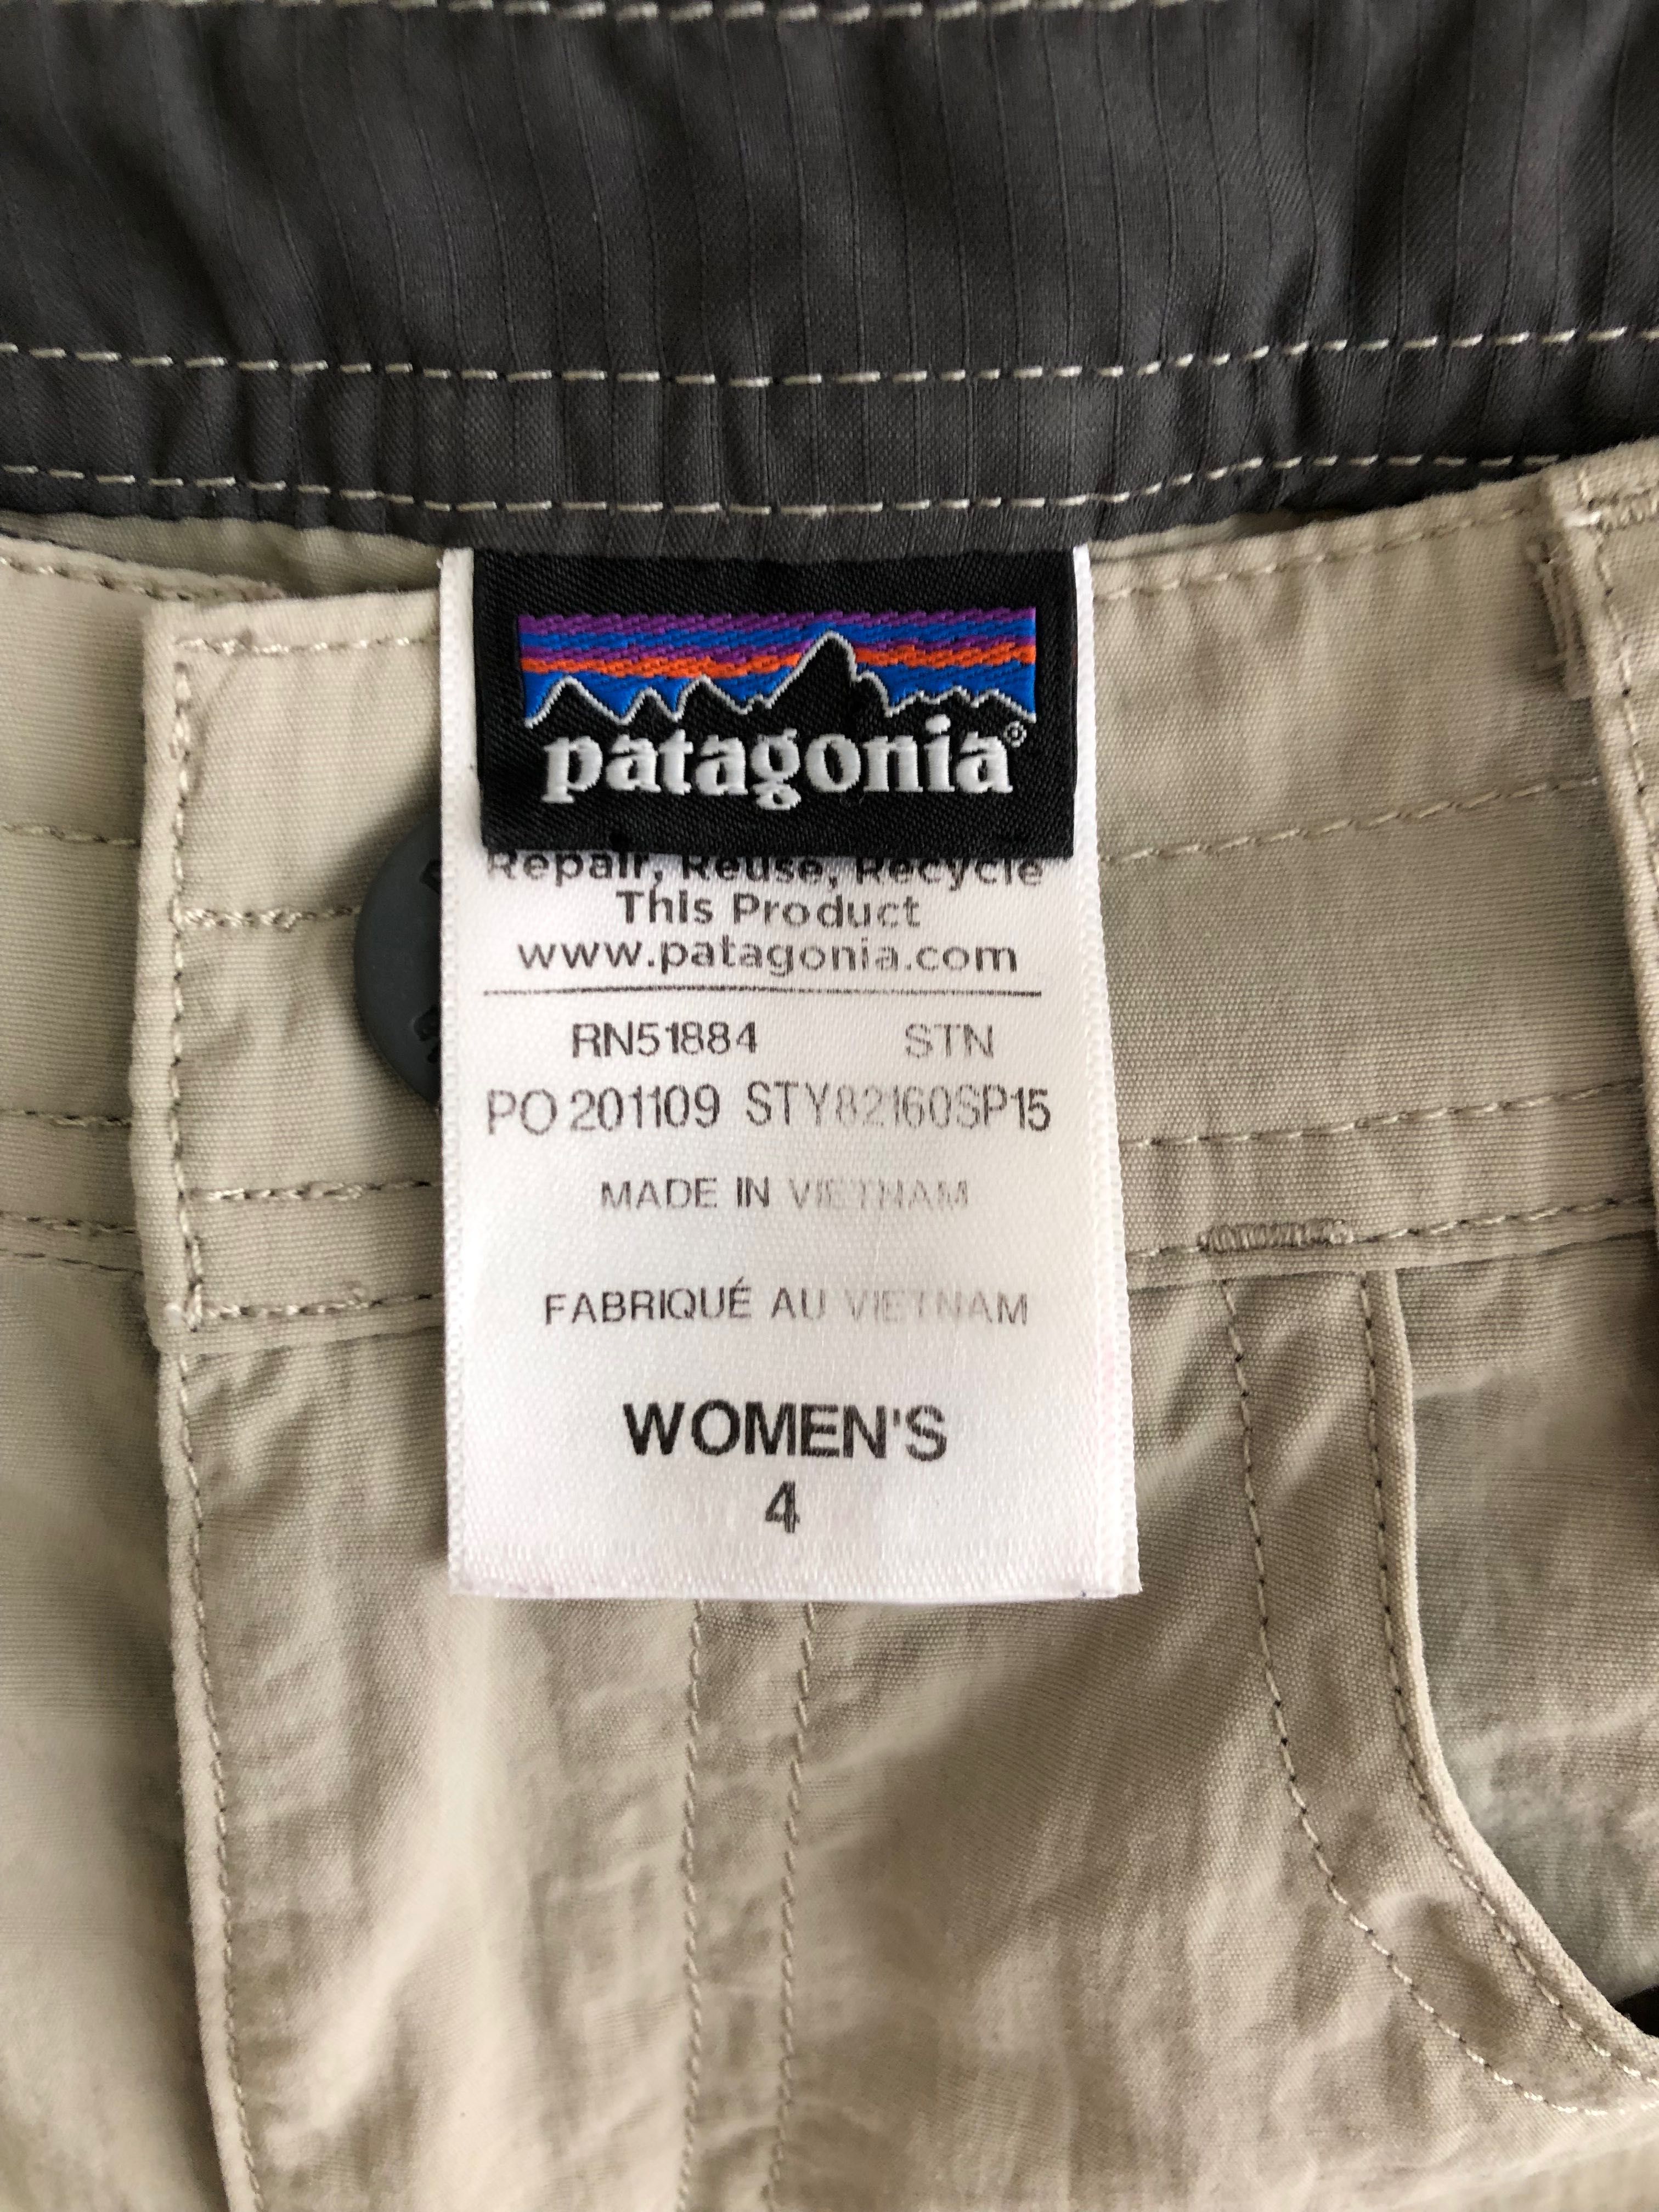 patagonia®
Repair, Reuse, Recycle
This Product
www.patagonia.com
RN51884 STN
PO 201109 STY82160SP15
MADE IN VIETNAM
FABRIQUÉ AU VIETNAM
WOMEN'S
4